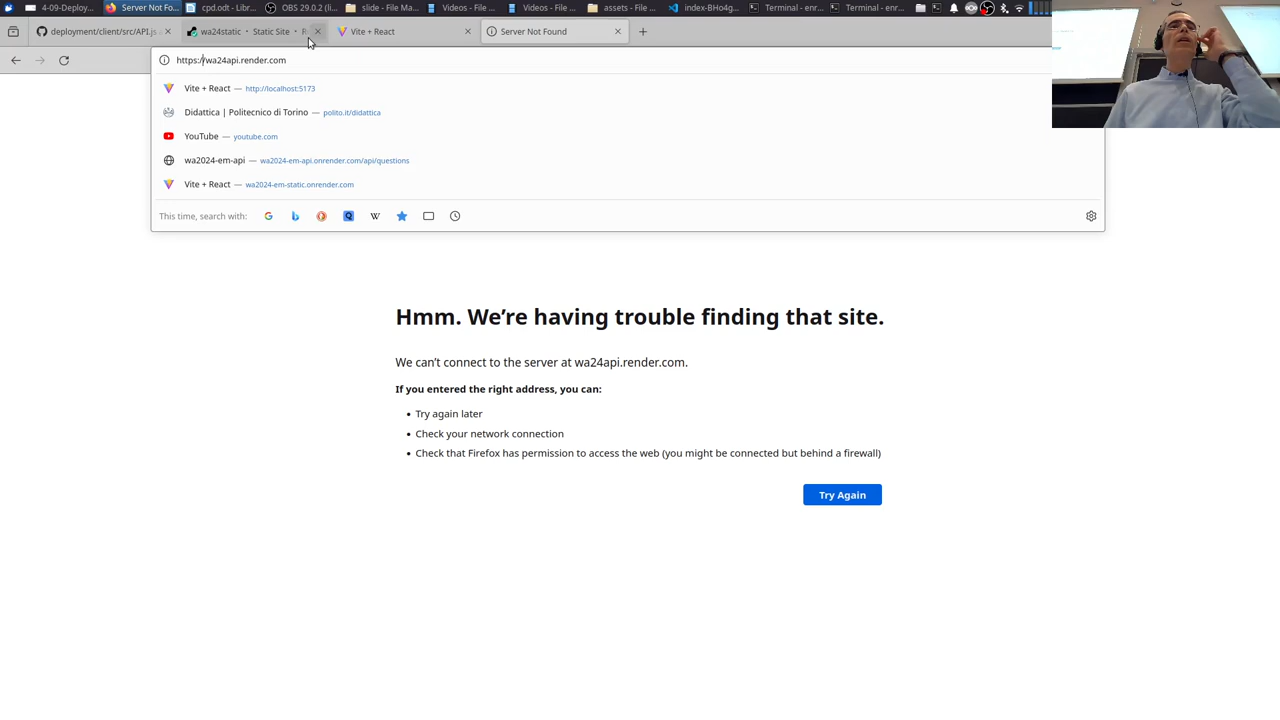 4-09-Deploy...
Server Not Fo...
cpd.odt - Libr...
OBS 29.0.2 (li...
slide - File Ma...
Videos - File ...
Videos - File ...
assets - File ...
index-BHo4g...
Terminal - enr...
Terminal - enr...
deployment/client/src/API.js
wa24static • Static Site •
Vite + React
Server Not Found
https://wa24api.render.com
Vite + React — http://localhost:5173
Didattica | Politecnico di Torino — polito.it/didattica
YouTube — youtube.com
wa2024-em-api — wa2024-em-api.onrender.com/api/questions
Vite + React — wa2024-em-static.onrender.com
This time, search with:
Hmm. We're having trouble finding that site.
We can't connect to the server at wa24api.render.com.
If you entered the right address, you can:
• Try again later
• Check your network connection
• Check that Firefox has permission to access the web (you might be connected but behind a firewall)
Try Again